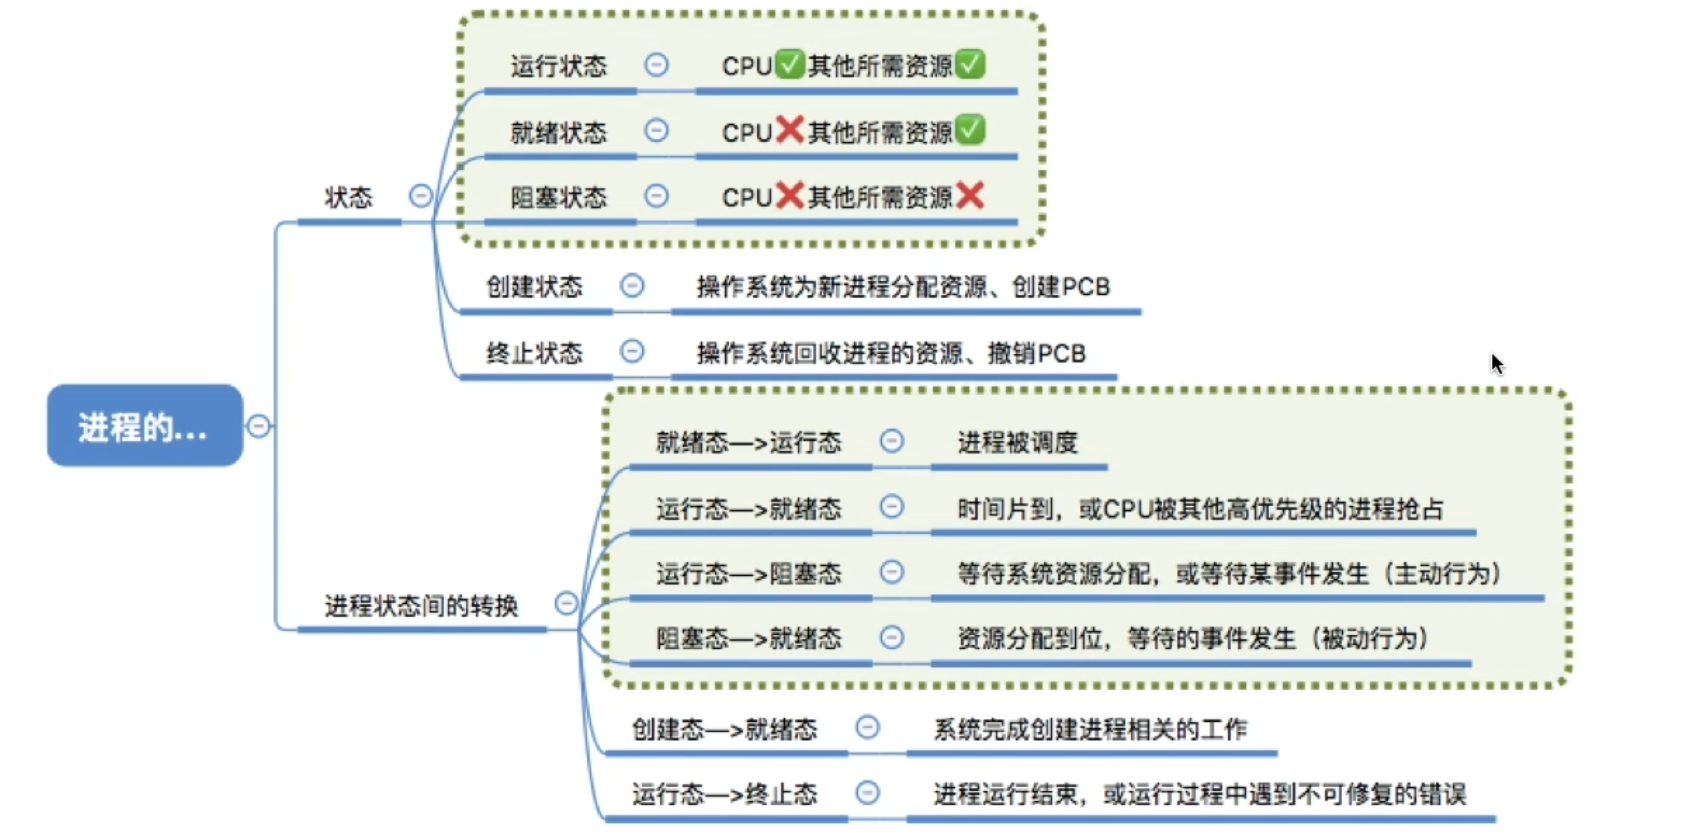 运行状态 CPU✅其他所需资源✅
就绪状态 CPU❌其他所需资源✅
阻塞状态 CPU❌其他所需资源❌
状态
创建状态 操作系统为新进程分配资源、创建PCB
终止状态 操作系统回收进程的资源、撤销PCB
进程的...
就绪态—>运行态 进程被调度
运行态—>就绪态 时间片到，或CPU被其他高优先级的进程抢占
运行态—>阻塞态 等待系统资源分配，或等待某事件发生（主动行为）
进程状态间的转换
阻塞态—>就绪态 资源分配到位，等待的事件发生（被动行为）
创建态—>就绪态 系统完成创建进程相关的工作
运行态—>终止态 进程运行结束，或运行过程中遇到不可修复的错误